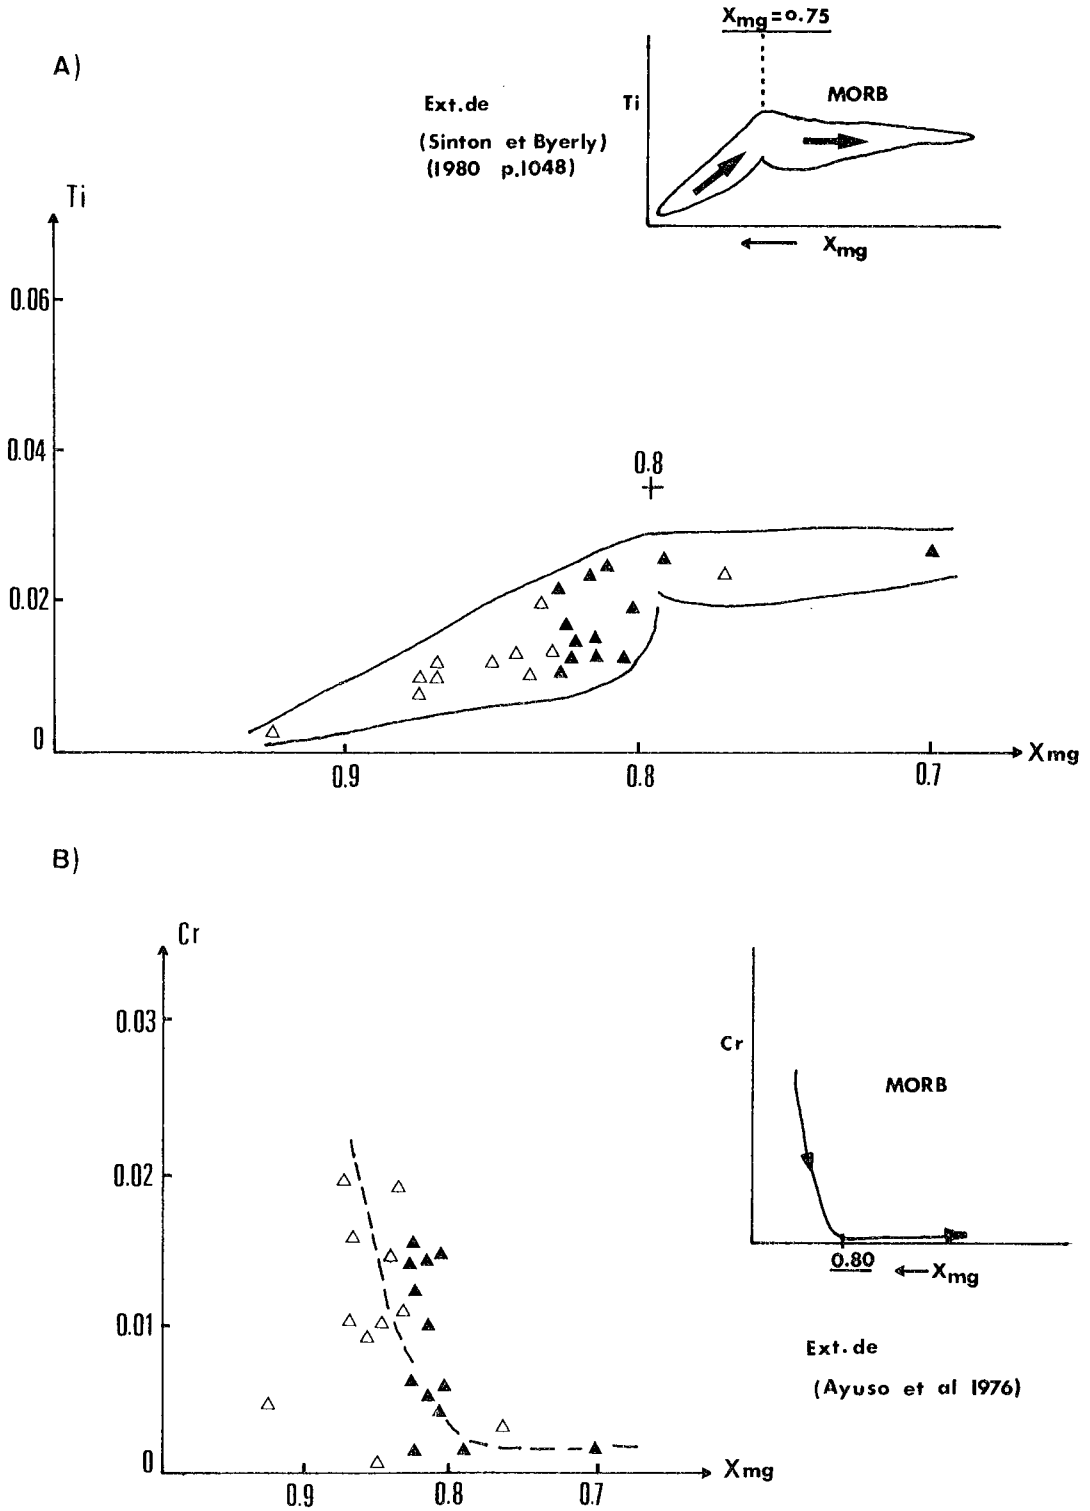 A)
Xmg=0.75
Ti
MORB
Ext.de
(Sinton et Byerly)
(1980 p.1048)
Xmg
Ti
0.06
0.04
0.8
0.02
0
0.9
0.8
0.7
Xmg
B)
Cr
0.03
0.02
0.01
0
0.9
0.8
0.7
Xmg
Cr
MORB
0.80
Xmg
Ext.de
(Ayuso et al 1976)